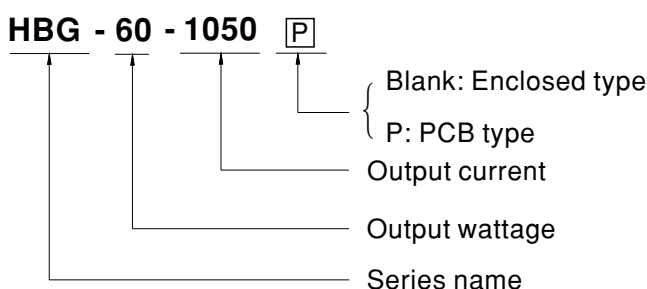 HBG - 60 - 1050 P
Blank: Enclosed type
P: PCB type
Output current
Output wattage
Series name